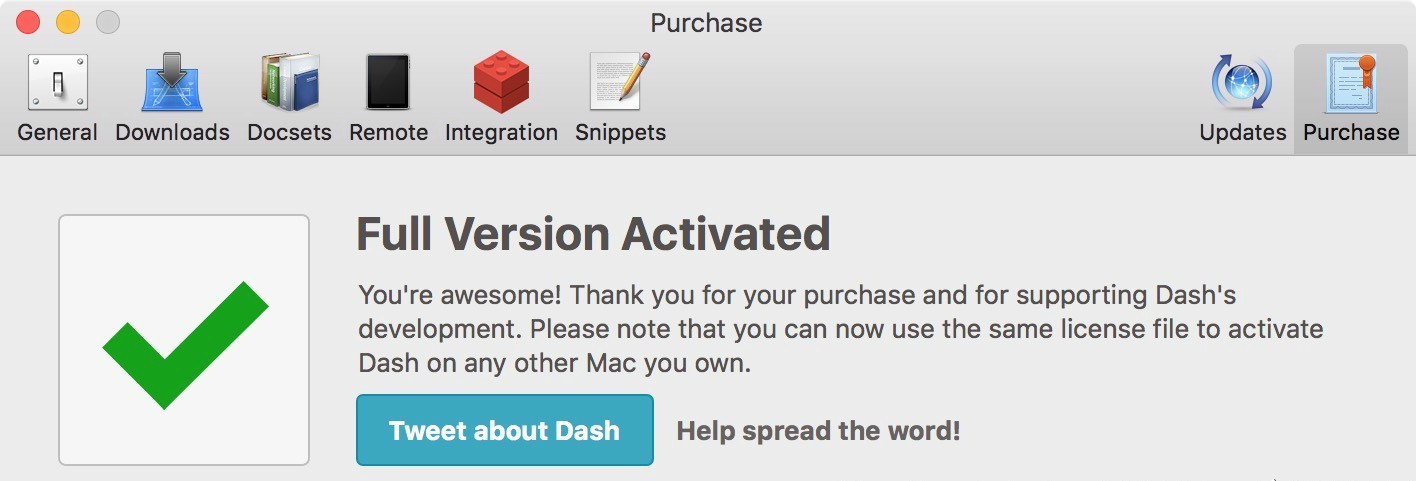 Purchase
General Downloads Docsets Remote Integration Snippets Updates Purchase
Full Version Activated
You're awesome! Thank you for your purchase and for supporting Dash's
development. Please note that you can now use the same license file to activate
Dash on any other Mac you own.
Tweet about Dash Help spread the word!